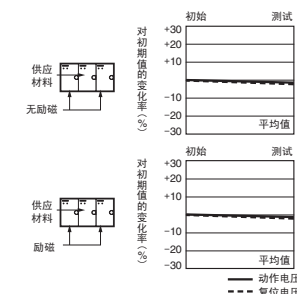 初始
测试
对初期值的变化率(%)
+30
+20
+10
-10
-20
-30
供应
材料
无励磁
平均值
初始
测试
对初期值的变化率(%)
+30
+20
+10
-10
-20
-30
供应
材料
励磁
平均值
动作电压
复位电压